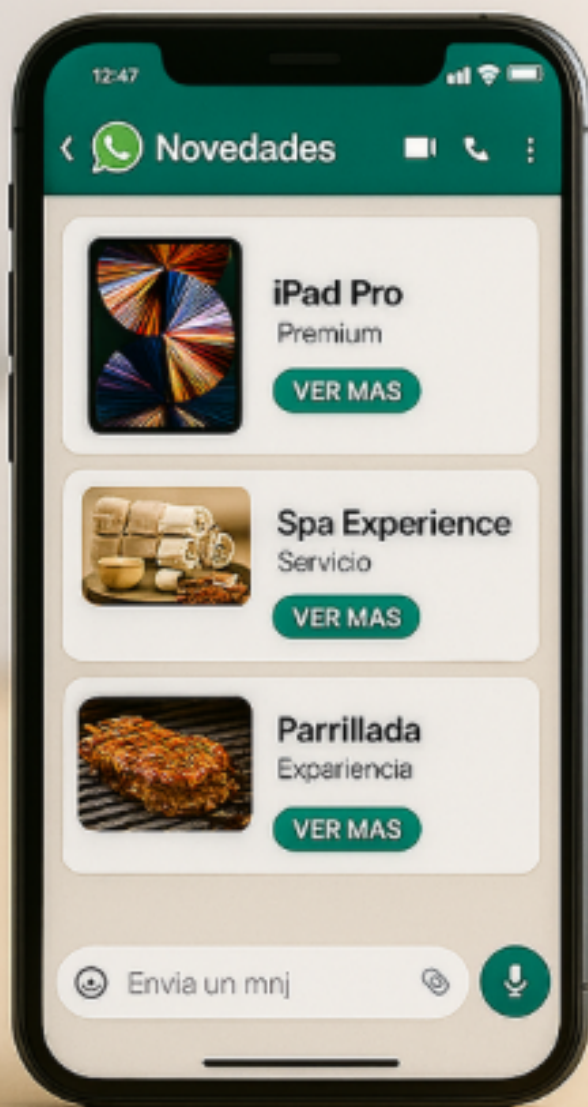 12:47
Novedades
iPad Pro
Premium
VER MAS
Spa Experience
Servicio
VER MAS
Parrillada
Expariencia
VER MAS
Envia un mnj